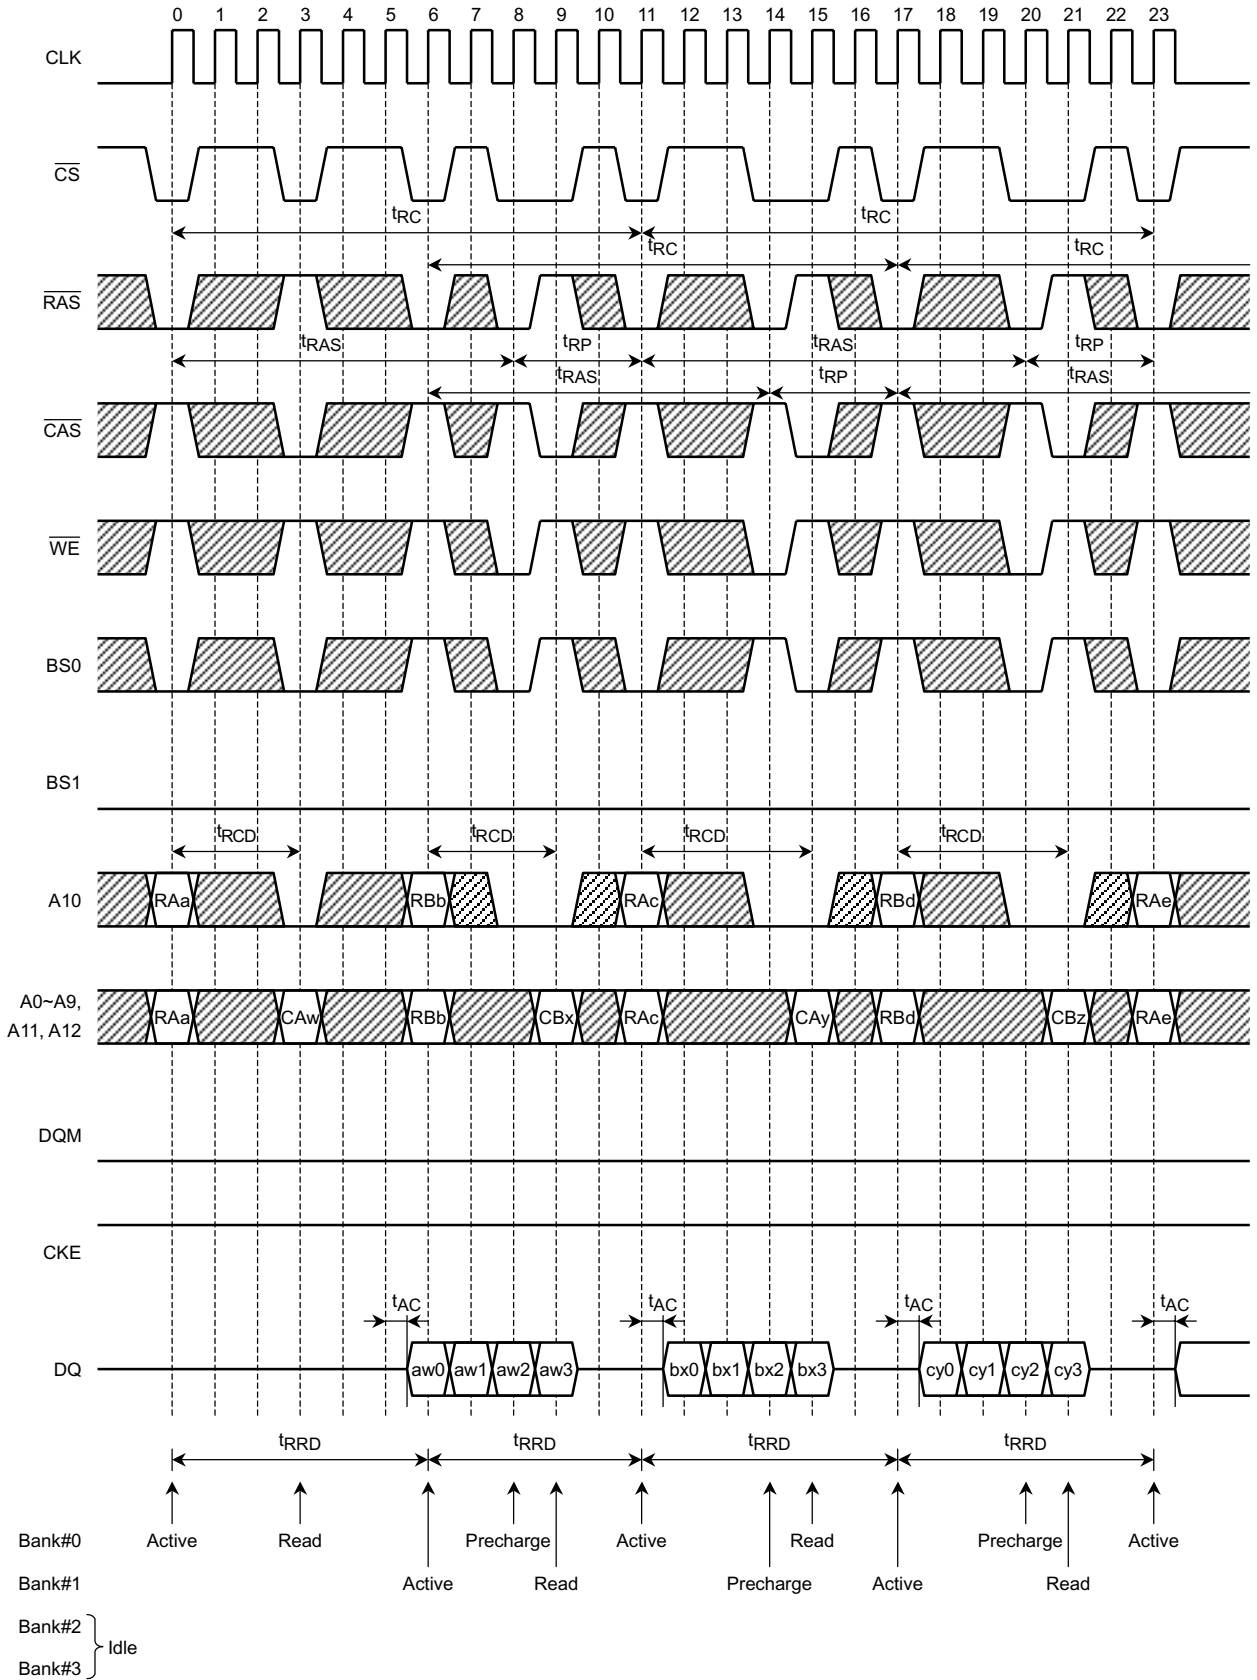 0 1 2 3 4 5 6 7 8 9 10 11 12 13 14 15 16 17 18 19 20 21 22 23
CLK
CS
tRC tRC
tRC tRC
RAS
tRAS tRP tRAS tRP
tRAS tRP tRAS
CAS
WE
BS0
BS1
tRCD tRCD tRCD tRCD
A10 RAa RBb RAc RBd RAe
A0~A9,
A11, A12
RAa CAw RBb CBx RAc CAy RBd CBz RAe
DQM
CKE
tAC tAC tAC tAC
DQ aw0 aw1 aw2 aw3 bx0 bx1 bx2 bx3 cy0 cy1 cy2 cy3
tRRD tRRD tRRD tRRD
Bank#0 Active Read Precharge Active Read Precharge Active
Bank#1 Active Read Precharge Active Read
Bank#2
Idle
Bank#3